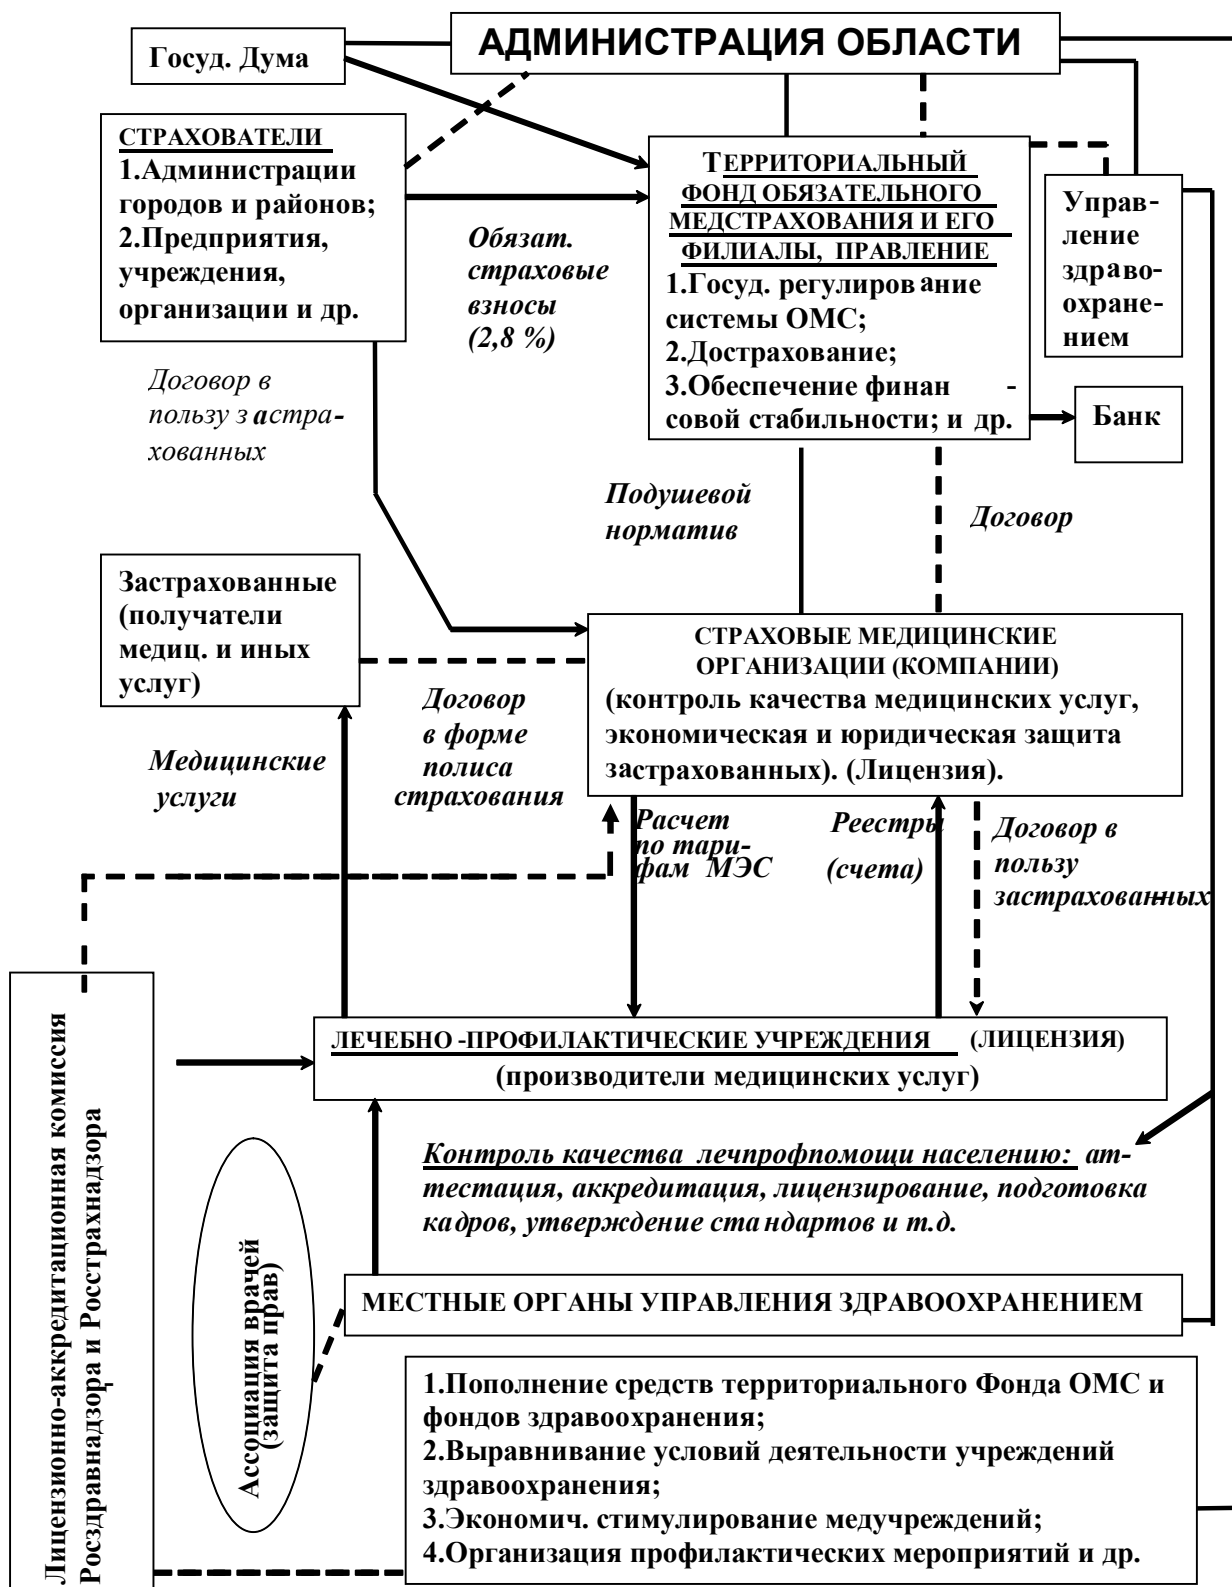 АДМИНИСТРАЦИЯ ОБЛАСТИ
Госуд. Дума
СТРАХОВАТЕЛИ
1.Администрации
городов и районов;
2.Предприятия,
учреждения,
организации и др.
Обязат.
страховые
взносы
(2,8 %)
ТЕРРИТОРИАЛЬНЫЙ
ФОНД ОБЯЗАТЕЛЬНОГО
МЕДСТРАХОВАНИЯ И ЕГО
ФИЛИАЛЫ, ПРАВЛЕНИЕ
1.Госуд. регулирование
системы ОМС;
2.Дострахование;
3.Обеспечение финан -
совой стабильности; и др.
Управ-
ление
здраво-
охране-
нием
Банк
Договор в
пользу застра-
хованных
Подушевой
норматив
Договор
Застрахованные
(получатели
медиц. и иных
услуг)
СТРАХОВЫЕ МЕДИЦИНСКИЕ
ОРГАНИЗАЦИИ (КОМПАНИИ)
(контроль качества медицинских услуг,
экономическая и юридическая защита
застрахованных). (Лицензия).
Договор
в форме
полиса
страхования
Медицинские
услуги
Расчет
по тари-
фам МЭС
Реестры
(счета)
Договор в
пользу
застрахованных
ЛЕЧЕБНО -ПРОФИЛАКТИЧЕСКИЕ УЧРЕЖДЕНИЯ (ЛИЦЕНЗИЯ)
(производители медицинских услуг)
Контроль качества лечпрофпомощи населению: ат-
тестация, аккредитация, лицензирование, подготовка
кадров, утверждение стандартов и т.д.
Лицензионно-аккредитационная комиссия
Росздравнадзора и Росстрахнадзора
Ассоциация врачей
(защита прав)
МЕСТНЫЕ ОРГАНЫ УПРАВЛЕНИЯ ЗДРАВООХРАНЕНИЕМ
1.Пополнение средств территориального Фонда ОМС и
фондов здравоохранения;
2.Выравнивание условий деятельности учреждений
здравоохранения;
3.Экономич. стимулирование медучреждений;
4.Организация профилактических мероприятий и др.